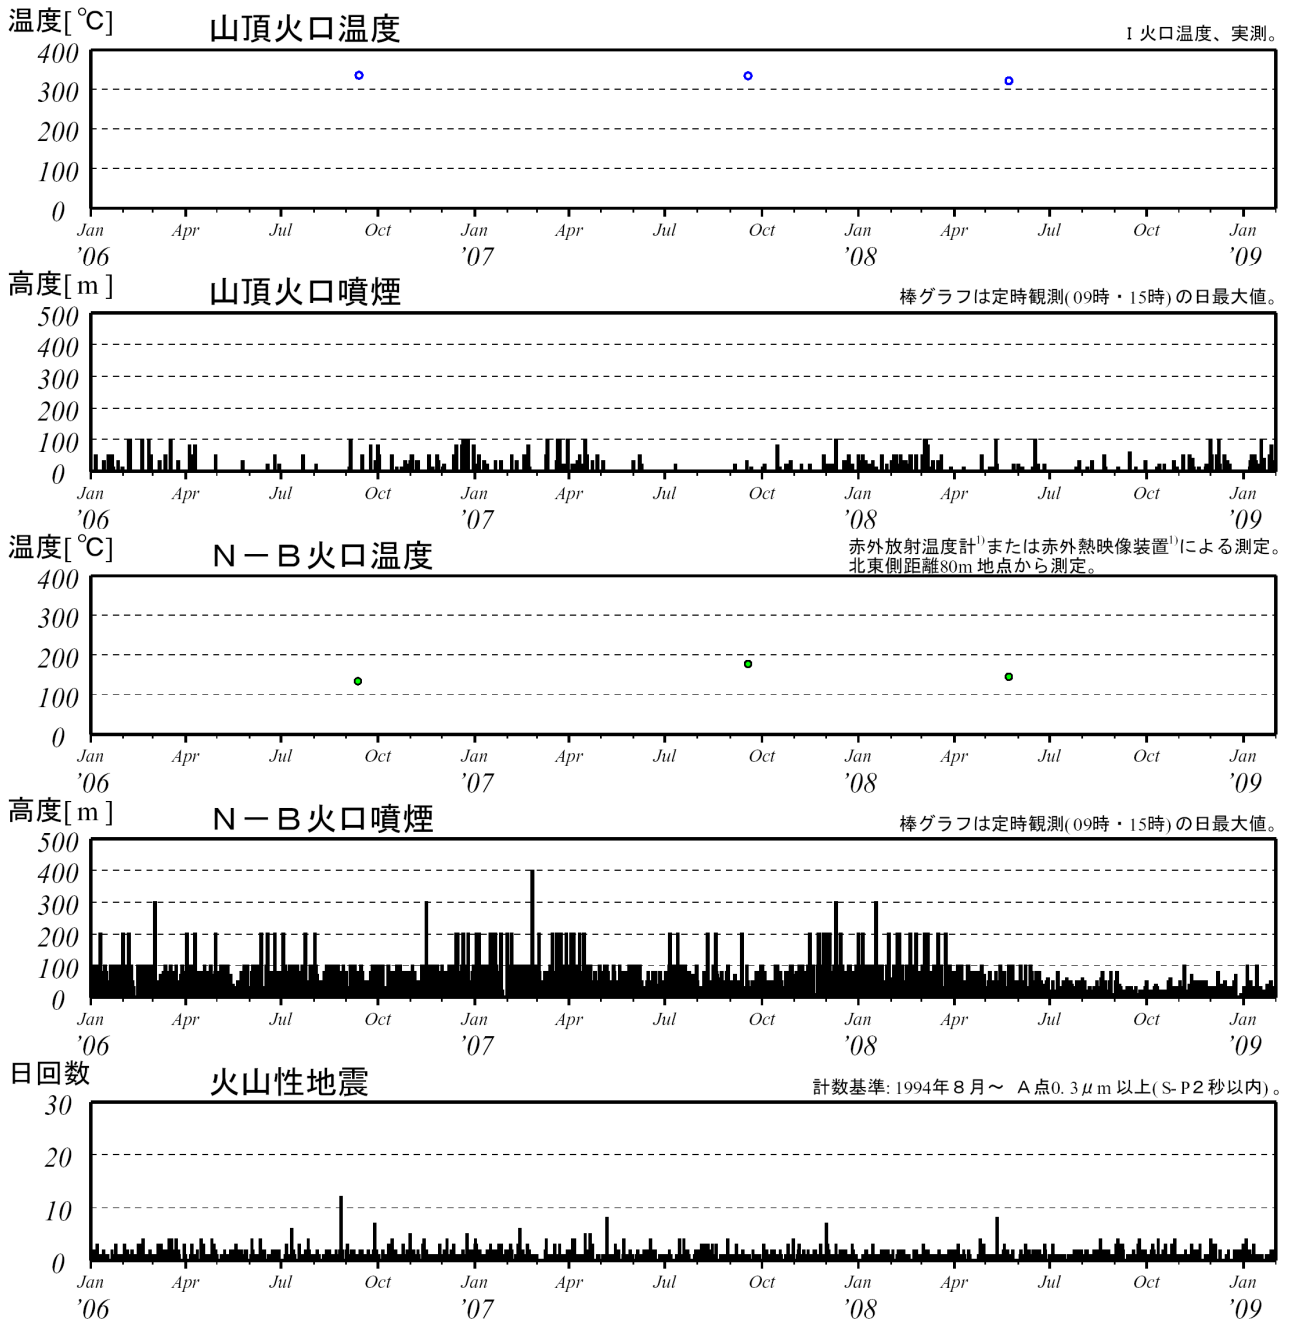 温度[℃]
山頂火口温度
I 火口温度、実測。
400
300
200
100
0
Jan Apr Jul Oct Jan Apr Jul Oct Jan Apr Jul Oct Jan
'06 '07 '08 '09
高度[m]
山頂火口噴煙
棒グラフは定時観測(09時・15時)の日最大値。
500
400
300
200
100
0
Jan Apr Jul Oct Jan Apr Jul Oct Jan Apr Jul Oct Jan
'06 '07 '08 '09
温度[℃]
N－B火口温度
赤外放射温度計1)または赤外熱映像装置1)による測定。
北東側距離80m地点から測定。
400
300
200
100
0
Jan Apr Jul Oct Jan Apr Jul Oct Jan Apr Jul Oct Jan
'06 '07 '08 '09
高度[m]
N－B火口噴煙
棒グラフは定時観測(09時・15時)の日最大値。
500
400
300
200
100
0
Jan Apr Jul Oct Jan Apr Jul Oct Jan Apr Jul Oct Jan
'06 '07 '08 '09
日回数
火山性地震
計数基準:1994年8月～ A点0.3μm以上(S-P2秒以内)。
30
20
10
0
Jan Apr Jul Oct Jan Apr Jul Oct Jan Apr Jul Oct Jan
'06 '07 '08 '09